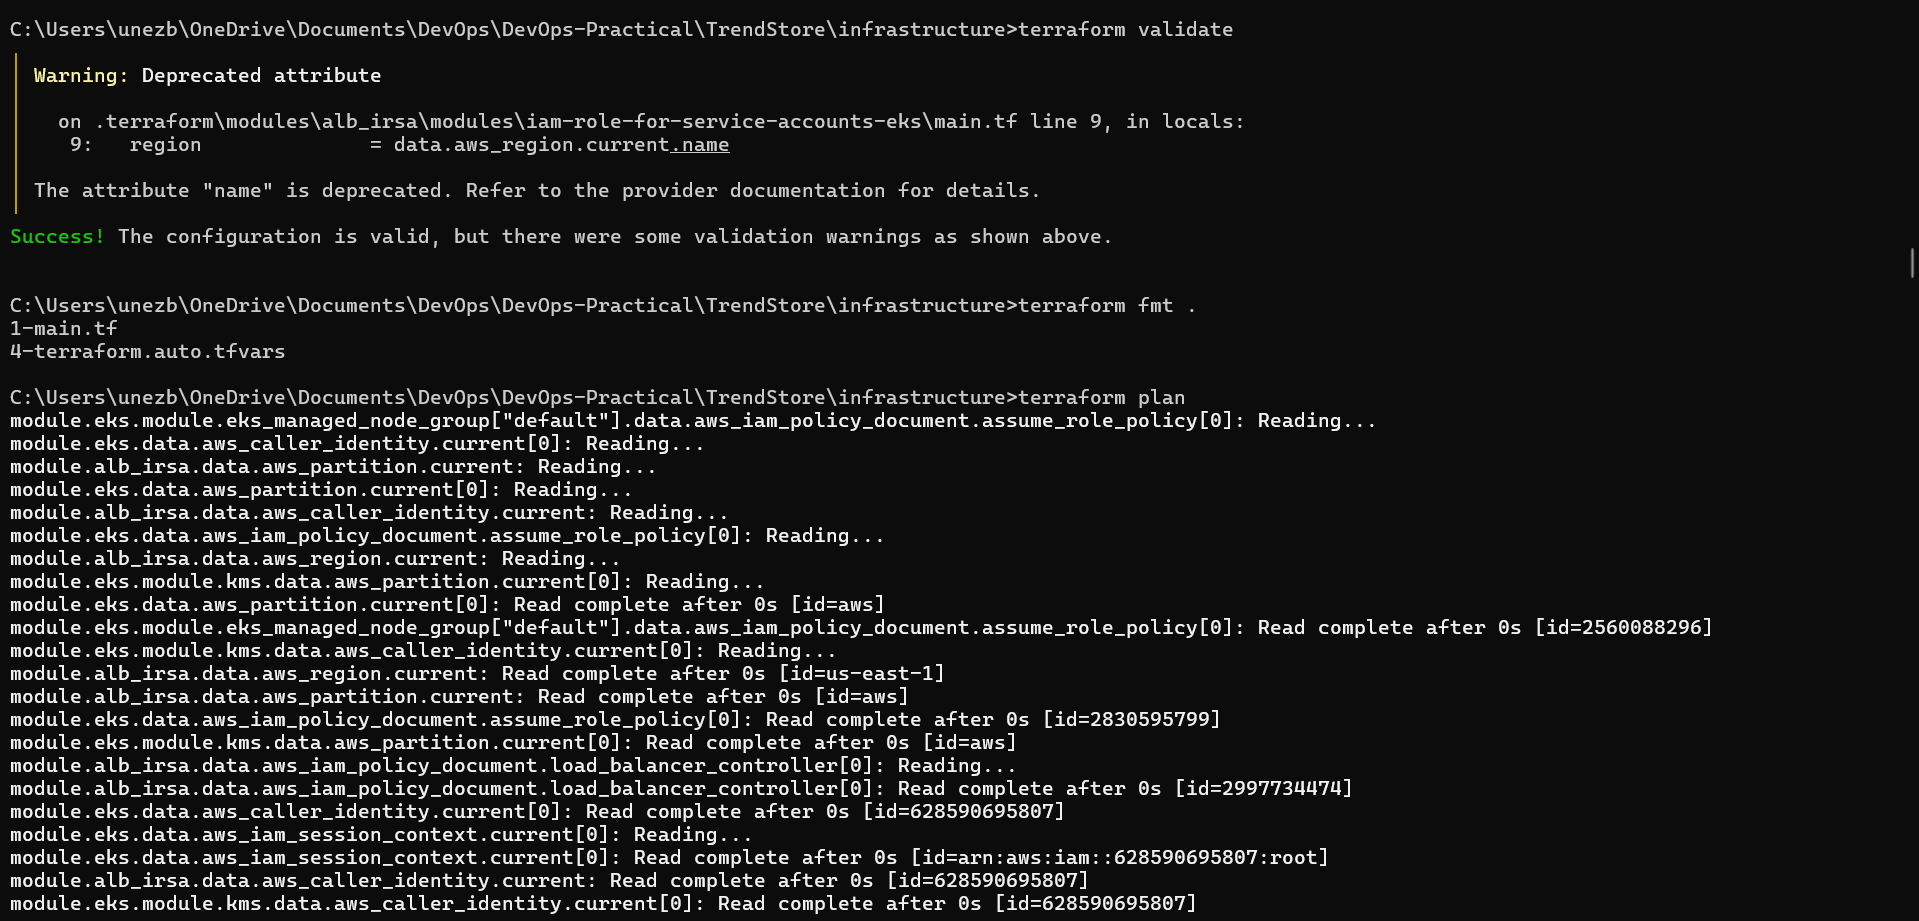 C:\Users\unezb\OneDrive\Documents\DevOps\DevOps-Practical\TrendStore\infrastructure>terraform validate
Warning: Deprecated attribute
on .terraform\modules\alb_irsa\modules\iam-role-for-service-accounts-eks\main.tf line 9, in locals:
9:   region              = data.aws_region.current.name
The attribute "name" is deprecated. Refer to the provider documentation for details.
Success! The configuration is valid, but there were some validation warnings as shown above.
C:\Users\unezb\OneDrive\Documents\DevOps\DevOps-Practical\TrendStore\infrastructure>terraform fmt .
1-main.tf
4-terraform.auto.tfvars
C:\Users\unezb\OneDrive\Documents\DevOps\DevOps-Practical\TrendStore\infrastructure>terraform plan
module.eks.module.eks_managed_node_group["default"].data.aws_iam_policy_document.assume_role_policy[0]: Reading...
module.eks.data.aws_caller_identity.current[0]: Reading...
module.alb_irsa.data.aws_partition.current: Reading...
module.eks.data.aws_partition.current[0]: Reading...
module.alb_irsa.data.aws_caller_identity.current: Reading...
module.eks.data.aws_iam_policy_document.assume_role_policy[0]: Reading...
module.alb_irsa.data.aws_region.current: Reading...
module.eks.module.kms.data.aws_partition.current[0]: Reading...
module.eks.data.aws_partition.current[0]: Read complete after 0s [id=aws]
module.eks.module.eks_managed_node_group["default"].data.aws_iam_policy_document.assume_role_policy[0]: Read complete after 0s [id=2560088296]
module.eks.module.kms.data.aws_caller_identity.current[0]: Reading...
module.alb_irsa.data.aws_region.current: Read complete after 0s [id=us-east-1]
module.alb_irsa.data.aws_partition.current: Read complete after 0s [id=aws]
module.eks.data.aws_iam_policy_document.assume_role_policy[0]: Read complete after 0s [id=2830595799]
module.eks.module.kms.data.aws_partition.current[0]: Read complete after 0s [id=aws]
module.alb_irsa.data.aws_iam_policy_document.load_balancer_controller[0]: Reading...
module.alb_irsa.data.aws_iam_policy_document.load_balancer_controller[0]: Read complete after 0s [id=2997734474]
module.eks.data.aws_caller_identity.current[0]: Read complete after 0s [id=628590695807]
module.eks.data.aws_iam_session_context.current[0]: Reading...
module.eks.data.aws_iam_session_context.current[0]: Read complete after 0s [id=arn:aws:iam::628590695807:root]
module.alb_irsa.data.aws_caller_identity.current: Read complete after 0s [id=628590695807]
module.eks.module.kms.data.aws_caller_identity.current[0]: Read complete after 0s [id=628590695807]